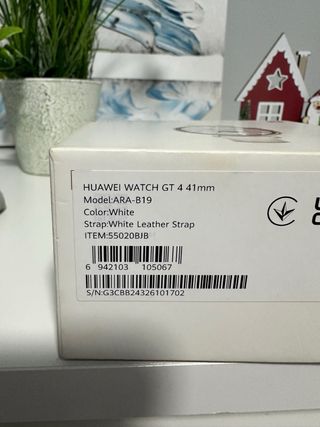 HUAWEI WATCH GT 4 41mm
Model:ARA-B19
Color:White
Strap:White Leather Strap
ITEM:55020BJB
6 942103 105067
S/N:G3CBB24326101702